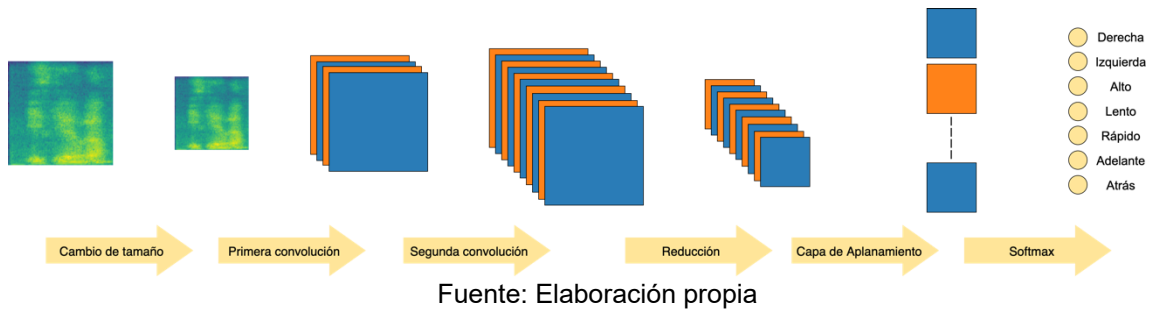 Derecha
Izquierda
Alto
Lento
Rápido
Adelante
Atrás
Cambio de tamaño
Primera convolución
Segunda convolución
Reducción
Capa de Aplanamiento
Softmax
Fuente: Elaboración propia